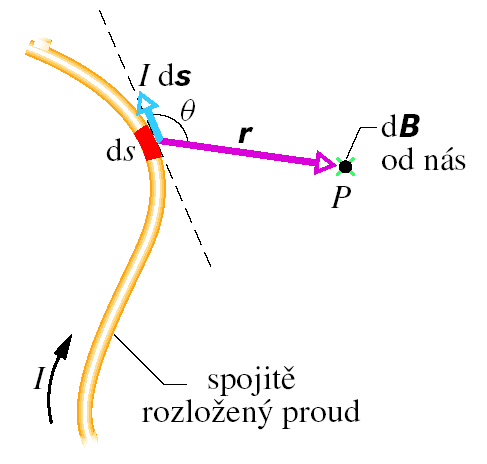 I ds
θ
ds
r
dB
od nás
P
I
spojitě
rozložený proud